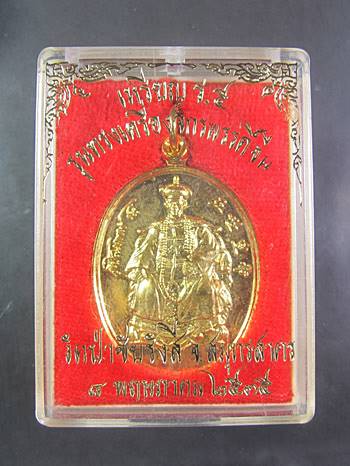 เหรียญ ร.๕
รุ่นทรงเครื่องจักรพรรดิ์จีน
วัดป่าชัยรังสี จ.สมุทรสาคร
๘ พฤษภาคม ๒๕๓๕